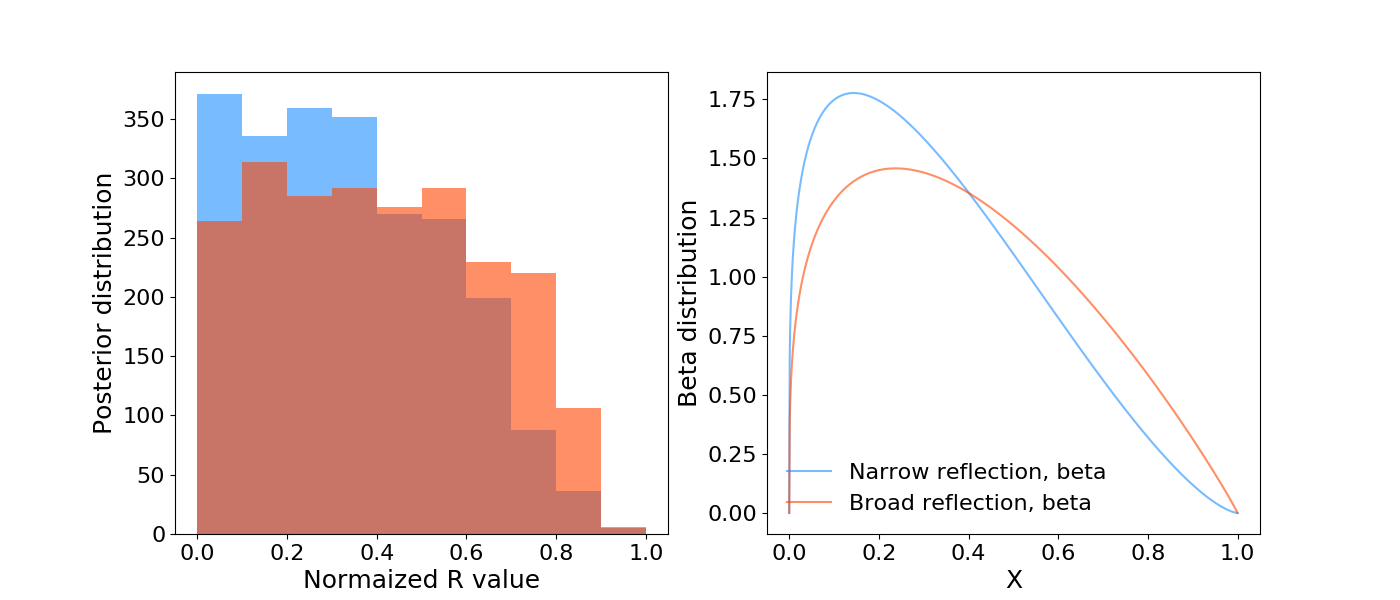 350
300
250
200
150
100
50
0
0.0 0.2 0.4 0.6 0.8 1.0
Normaized R value
Posterior distribution
1.75
1.50
1.25
1.00
0.75
0.50
0.25
0.00
0.0 0.2 0.4 0.6 0.8 1.0
X
Beta distribution
Narrow reflection, beta
Broad reflection, beta